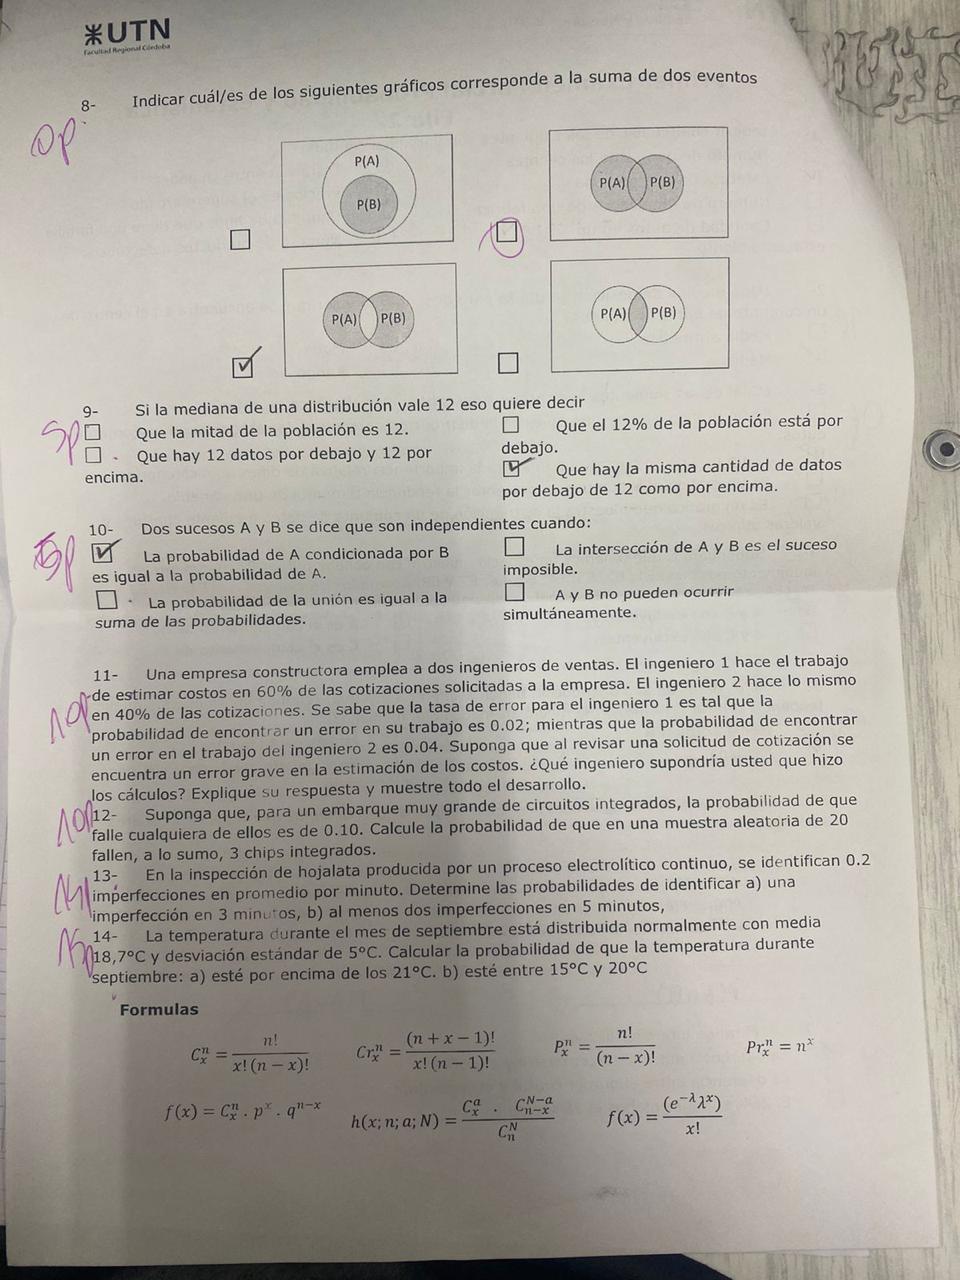 UTN
Facultad Regional Córdoba
8- Indicar cuál/es de los siguientes gráficos corresponde a la suma de dos eventos
0p
P(A)
P(B)
P(A) P(B)
P(A) P(B)
P(A) P(B)
9- Si la mediana de una distribución vale 12 eso quiere decir
5p
Que la mitad de la población es 12.
Que hay 12 datos por debajo y 12 por
encima.
Que el 12% de la población está por
debajo.
Que hay la misma cantidad de datos
por debajo de 12 como por encima.
10- Dos sucesos A y B se dice que son independientes cuando:
5p
La probabilidad de A condicionada por B
es igual a la probabilidad de A.
La probabilidad de la unión es igual a la
suma de las probabilidades.
La intersección de A y B es el suceso
imposible.
A y B no pueden ocurrir
simultáneamente.
11- Una empresa constructora emplea a dos ingenieros de ventas. El ingeniero 1 hace el trabajo
de estimar costos en 60% de las cotizaciones solicitadas a la empresa. El ingeniero 2 hace lo mismo
10p
en 40% de las cotizaciones. Se sabe que la tasa de error para el ingeniero 1 es tal que la
probabilidad de encontrar un error en su trabajo es 0.02; mientras que la probabilidad de encontrar
un error en el trabajo del ingeniero 2 es 0.04. Suponga que al revisar una solicitud de cotización se
encuentra un error grave en la estimación de los costos. ¿Qué ingeniero supondría usted que hizo
los cálculos? Explique su respuesta y muestre todo el desarrollo.
10p
12- Suponga que, para un embarque muy grande de circuitos integrados, la probabilidad de que
falle cualquiera de ellos es de 0.10. Calcule la probabilidad de que en una muestra aleatoria de 20
fallen, a lo sumo, 3 chips integrados.
13- En la inspección de hojalata producida por un proceso electrolítico continuo, se identifican 0.2
imperfecciones en promedio por minuto. Determine las probabilidades de identificar a) una
imperfección en 3 minutos, b) al menos dos imperfecciones en 5 minutos,
14- La temperatura durante el mes de septiembre está distribuida normalmente con media
18,7°C y desviación estándar de 5°C. Calcular la probabilidad de que la temperatura durante
septiembre: a) esté por encima de los 21°C. b) esté entre 15°C y 20°C
Formulas
C_x^n = n! / x! (n − x)!
Cr_x^n = (n + x − 1)! / x! (n − 1)!
P_x^n = n! / (n − x)!
Pr_x^n = n^x
f(x) = C_x^n . p^x . q^{n−x}
h(x; n; a; N) = C_x^a . C_{n−x}^{N−a} / C_n^N
f(x) = (e^{−λ}λ^x) / x!